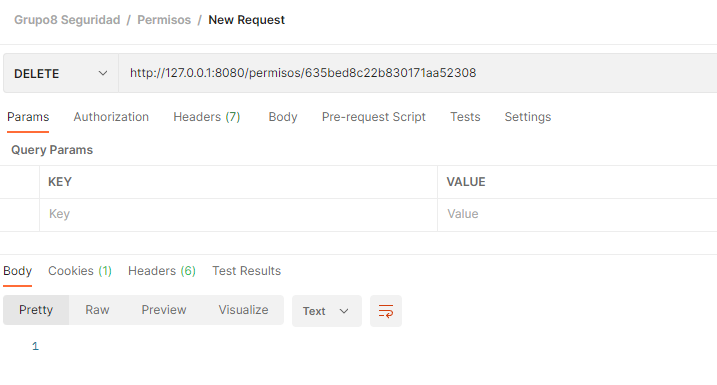 Grupo8 Seguridad / Permisos / New Request
DELETE http://127.0.0.1:8080/permisos/635bed8c22b830171aa52308
Params Authorization Headers (7) Body Pre-request Script Tests Settings
Query Params
KEY VALUE
Key Value
Body Cookies (1) Headers (6) Test Results
Pretty Raw Preview Visualize Text
1